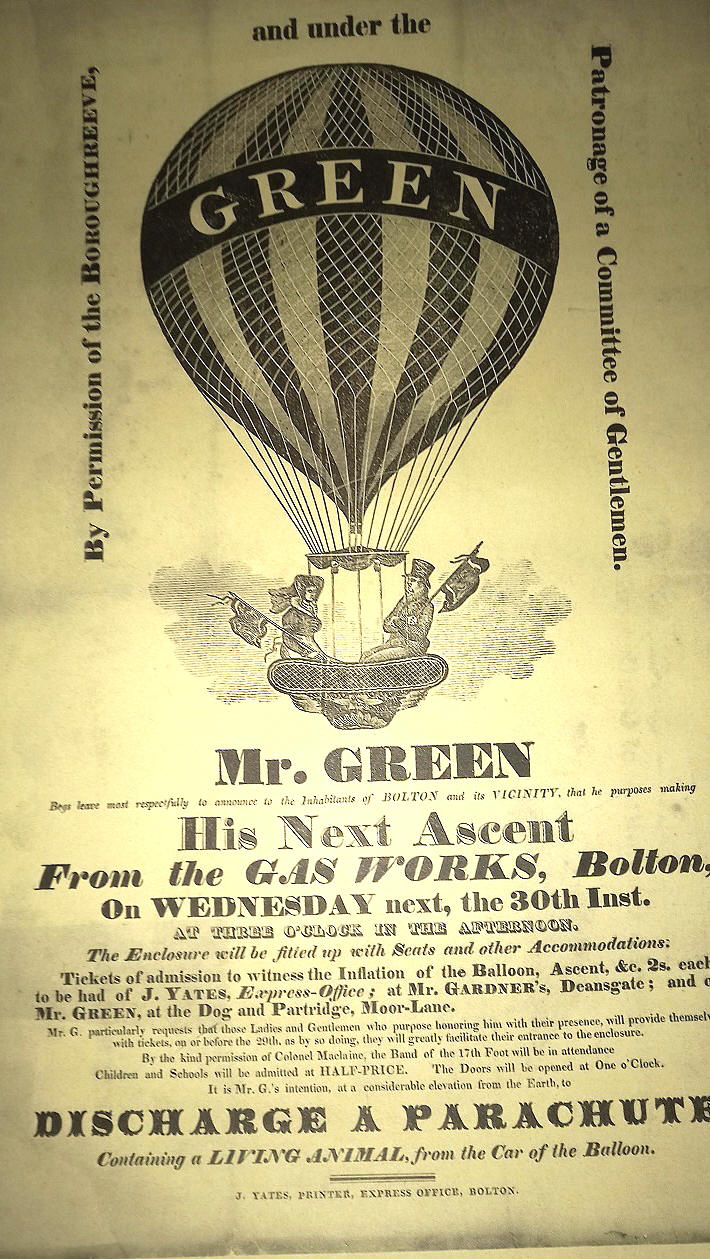 and under the
By Permission of the BOROUGHREEVE,
Patronage of a Committee of Gentlemen.
GREEN
Mr. GREEN
Begs leave most respectfully to announce to the Inhabitants of BOLTON and its VICINITY, that he purposes making
His Next Ascent
From the GAS WORKS, Bolton,
On WEDNESDAY next, the 30th Inst.
AT THREE O'CLOCK IN THE AFTERNOON.
The Enclosure will be fitted up with Seats and other Accommodations:
Tickets of admission to witness the Inflation of the Balloon, Ascent, &c. 2s. each
to be had of J. YATES, Express-Office; at Mr. GARDNER'S, Deansgate; and
Mr. GREEN, at the Dog and Partridge, Moor-Lane.
Mr. G. particularly requests that those Ladies and Gentlemen who purpose honoring him with their presence, will provide themselv
with tickets, on or before the 29th, as by so doing, they will greatly facilitate their entrance to the enclosure.
By the kind permission of Colonel Maclaine, the Band of the 17th Foot will be in attendance
Children and Schools will be admitted at HALF-PRICE. The Doors will be opened at One o'Clock.
It is Mr. G.'s intention, at a considerable elevation from the Earth, to
DISCHARGE A PARACHUTE
Containing a LIVING ANIMAL, from the Car of the Balloon.
J. YATES, PRINTER, EXPRESS OFFICE, BOLTON.